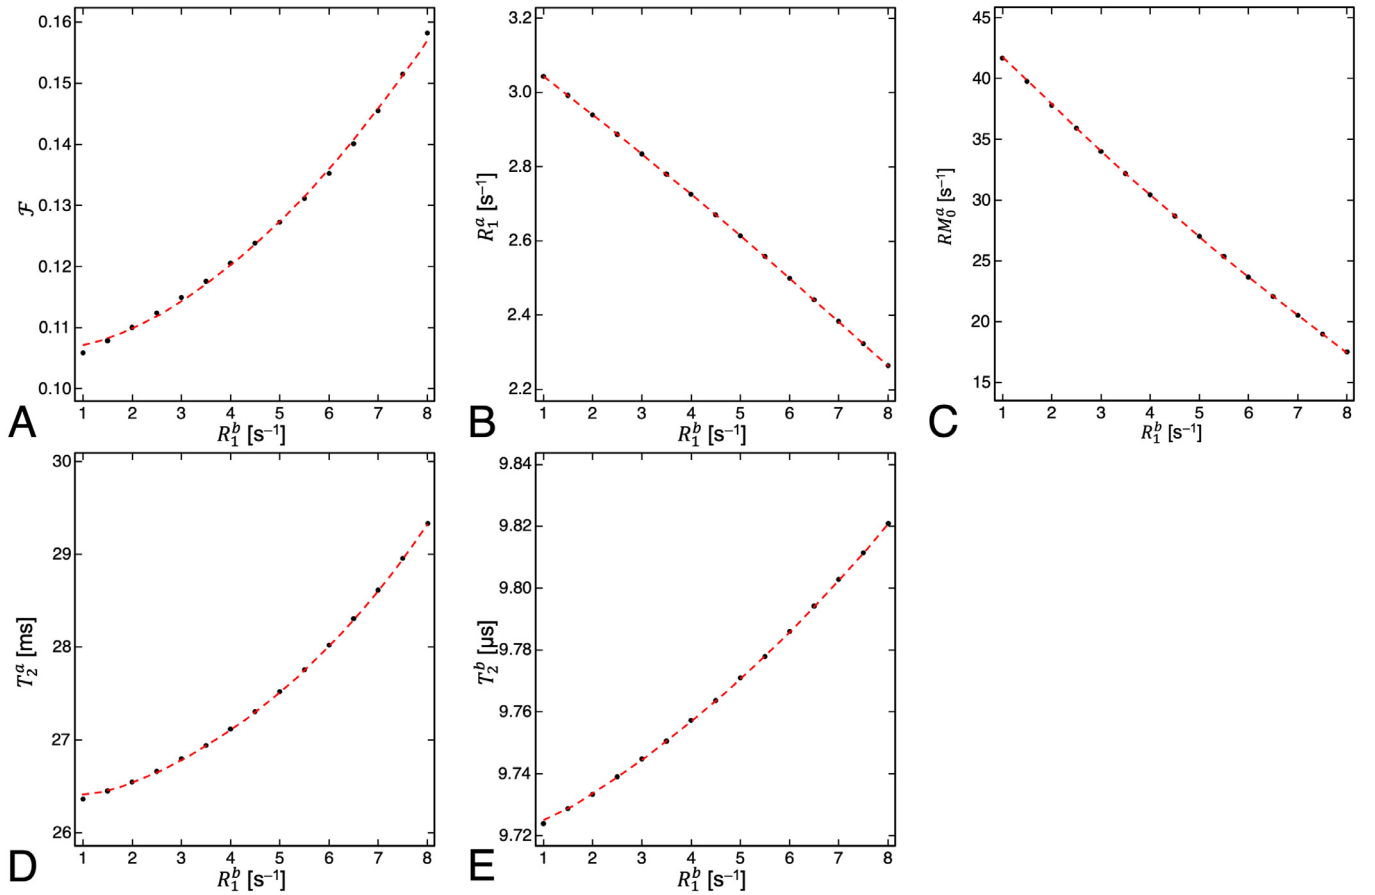 0.16
0.15
0.14
0.13
0.12
0.11
0.10
ℱ
1 2 3 4 5 6 7 8
R₁ᵇ [s⁻¹]
A
3.2
3.0
2.8
2.6
2.4
2.2
R₁ᵃ [s⁻¹]
1 2 3 4 5 6 7 8
R₁ᵇ [s⁻¹]
B
45
40
35
30
25
20
15
RM₀ᵃ [s⁻¹]
1 2 3 4 5 6 7 8
R₁ᵇ [s⁻¹]
C
30
29
28
27
26
T₂ᵃ [ms]
1 2 3 4 5 6 7 8
R₁ᵇ [s⁻¹]
D
9.84
9.82
9.80
9.78
9.76
9.74
9.72
T₂ᵇ [µs]
1 2 3 4 5 6 7 8
R₁ᵇ [s⁻¹]
E